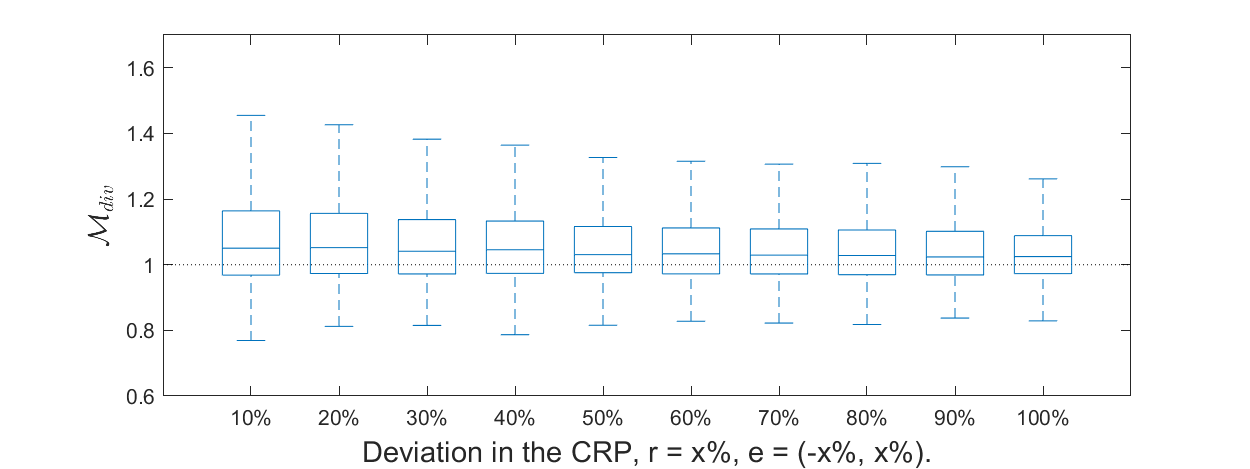 1.6
1.4
1.2
1
0.8
0.6
ℳdiv
10% 20% 30% 40% 50% 60% 70% 80% 90% 100%
Deviation in the CRP, r = x%, e = (-x%, x%).